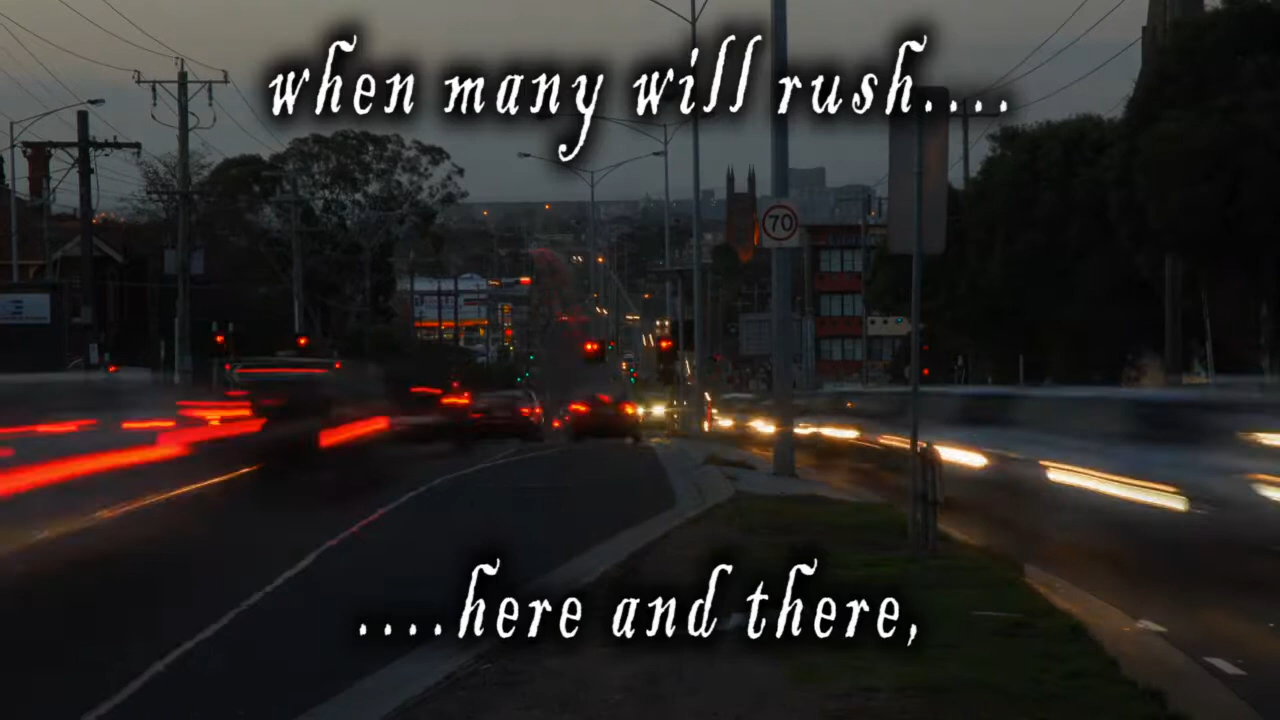 when many will rush....
70
....here and there,